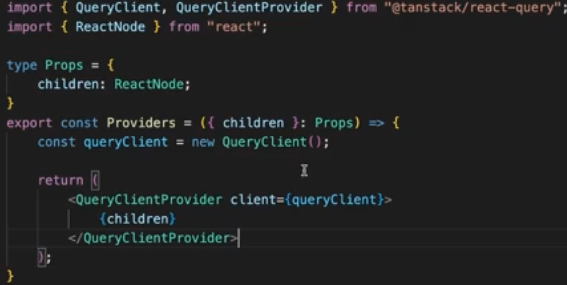 import { QueryClient, QueryClientProvider } from "@tanstack/react-query";
import { ReactNode } from "react";

type Props = {
    children: ReactNode;
}
export const Providers = ({ children }: Props) => {
    const queryClient = new QueryClient();

    return (
        <QueryClientProvider client={queryClient}>
            {children}
        </QueryClientProvider>
    );
}